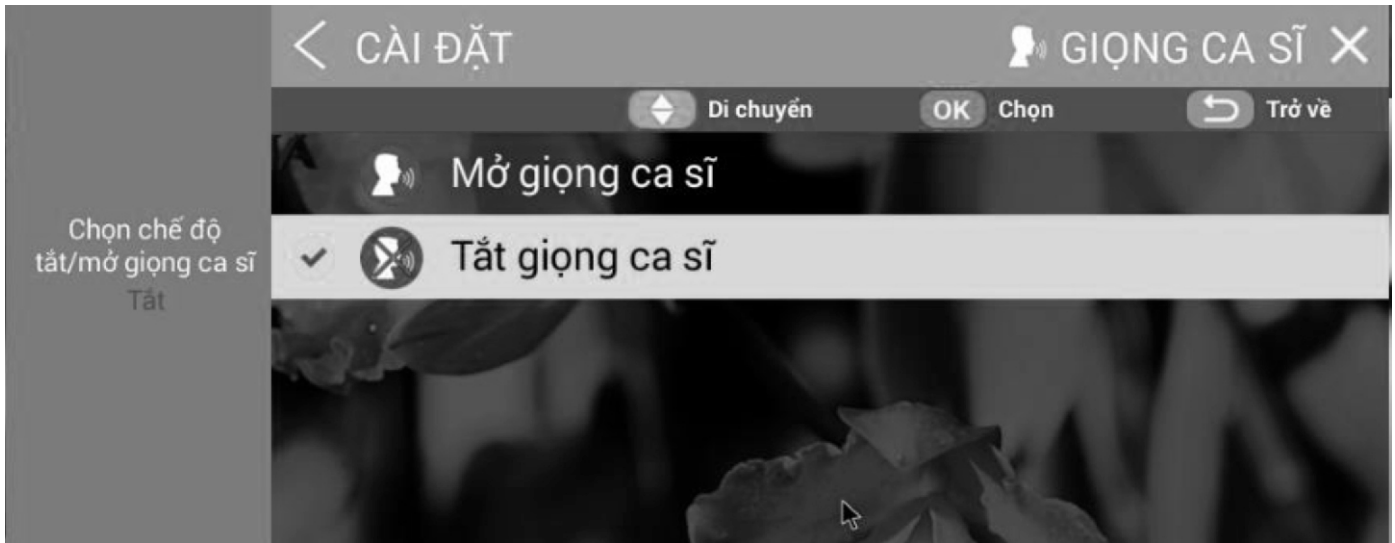 CÀI ĐẶT
GIỌNG CA SĨ
Di chuyển
OK Chọn
Trở về
Chọn chế độ
tắt/mở giọng ca sĩ
Tắt
Mở giọng ca sĩ
Tắt giọng ca sĩ